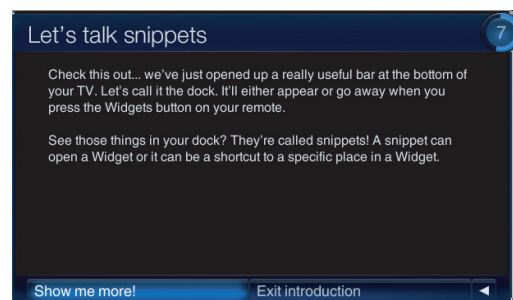 Let's talk snippets
7
Check this out... we've just opened up a really useful bar at the bottom of
your TV. Let's call it the dock. It'll either appear or go away when you
press the Widgets button on your remote.
See those things in your dock? They're called snippets! A snippet can
open a Widget or it can be a shortcut to a specific place in a Widget.
Show me more!
Exit introduction